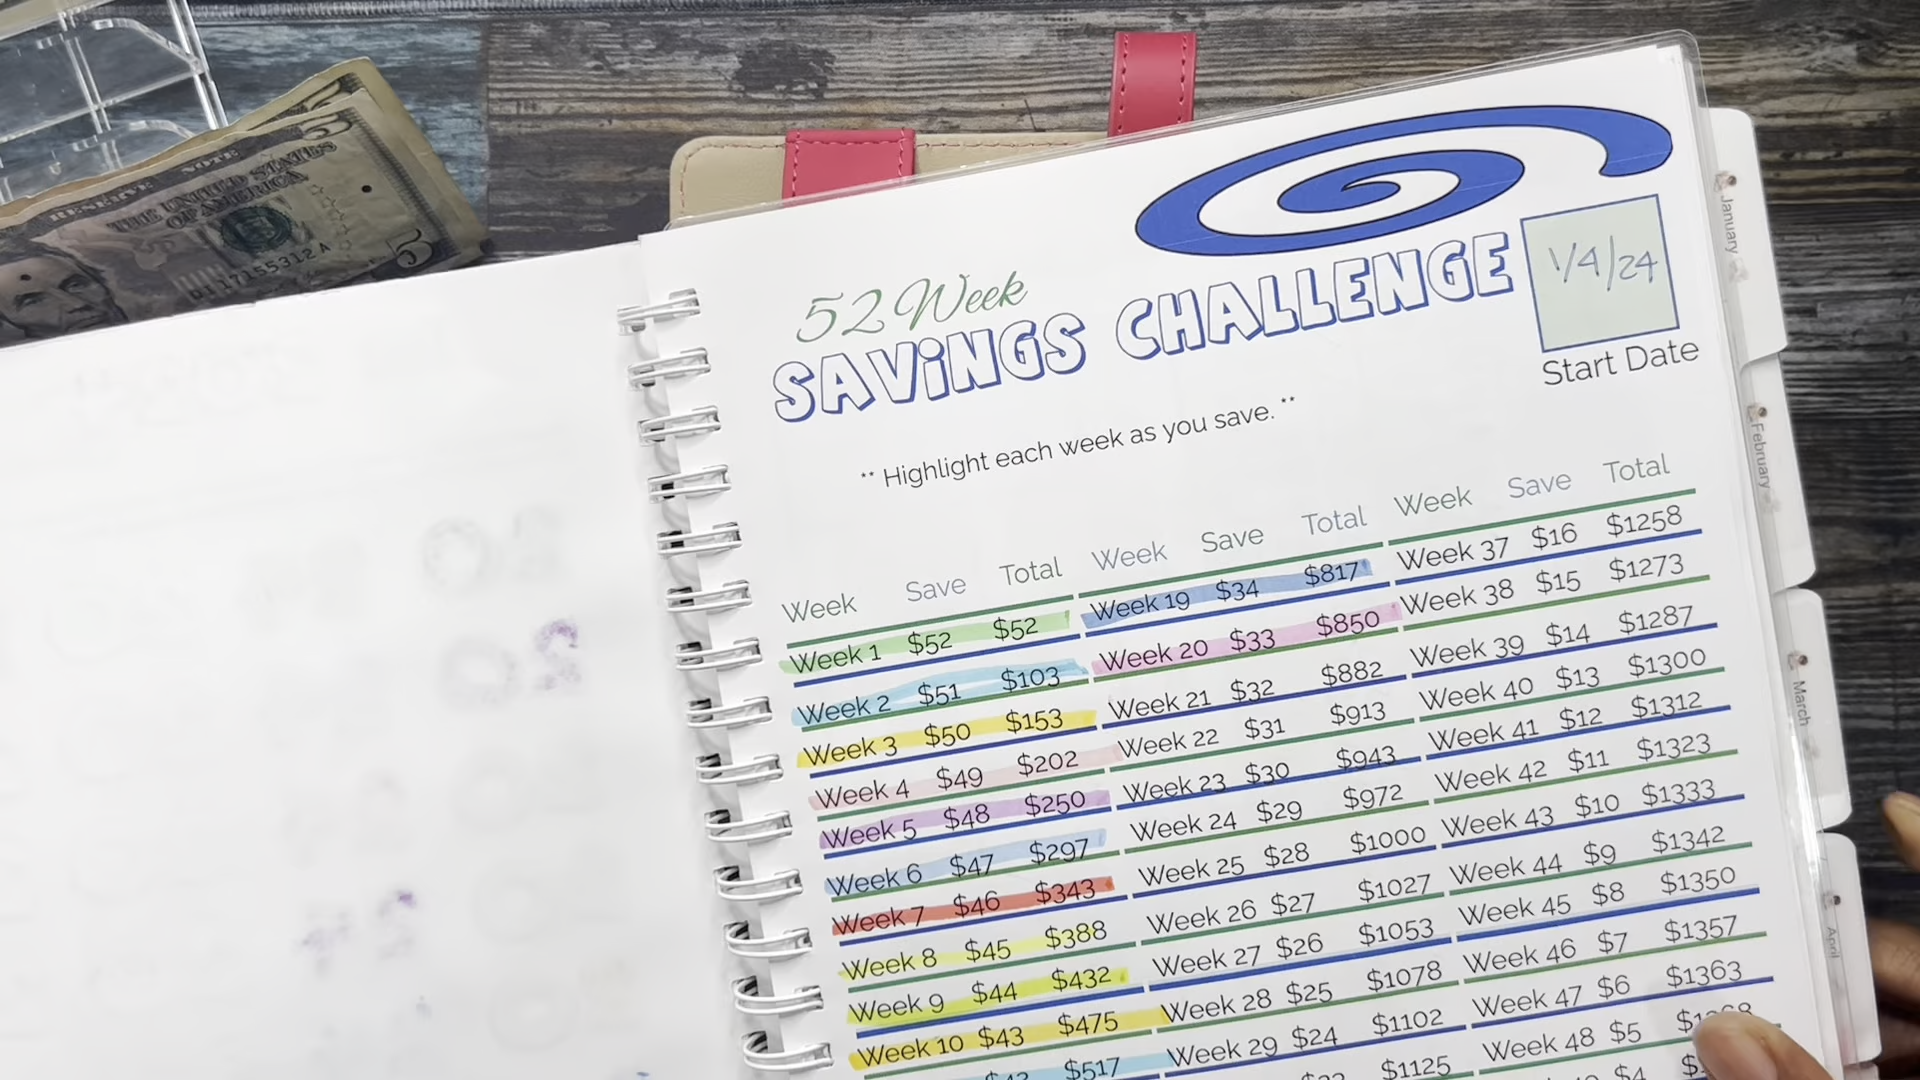 RESERVE NOTE
THE UNITED STATES
OF AMERICA
5
5
52 Week
SAViNGS CHALLENGE
1/4/24
Start Date
** Highlight each week as you save. **
Week Save Total
Week 1 $52 $52
Week 2 $51 $103
Week 3 $50 $153
Week 4 $49 $202
Week 5 $48 $250
Week 6 $47 $297
Week 7 $46 $343
Week 8 $45 $388
Week 9 $44 $432
Week 10 $43 $475
$517
Week Save Total
Week 19 $34 $817
Week 20 $33 $850
Week 21 $32 $882
Week 22 $31 $913
Week 23 $30 $943
Week 24 $29 $972
Week 25 $28 $1000
Week 26 $27 $1027
Week 27 $26 $1053
Week 28 $25 $1078
Week 29 $24 $1102
$1125
Week Save Total
Week 37 $16 $1258
Week 38 $15 $1273
Week 39 $14 $1287
Week 40 $13 $1300
Week 41 $12 $1312
Week 42 $11 $1323
Week 43 $10 $1333
Week 44 $9 $1342
Week 45 $8 $1350
Week 46 $7 $1357
Week 47 $6 $1363
Week 48 $5
$4
January
February
March
April